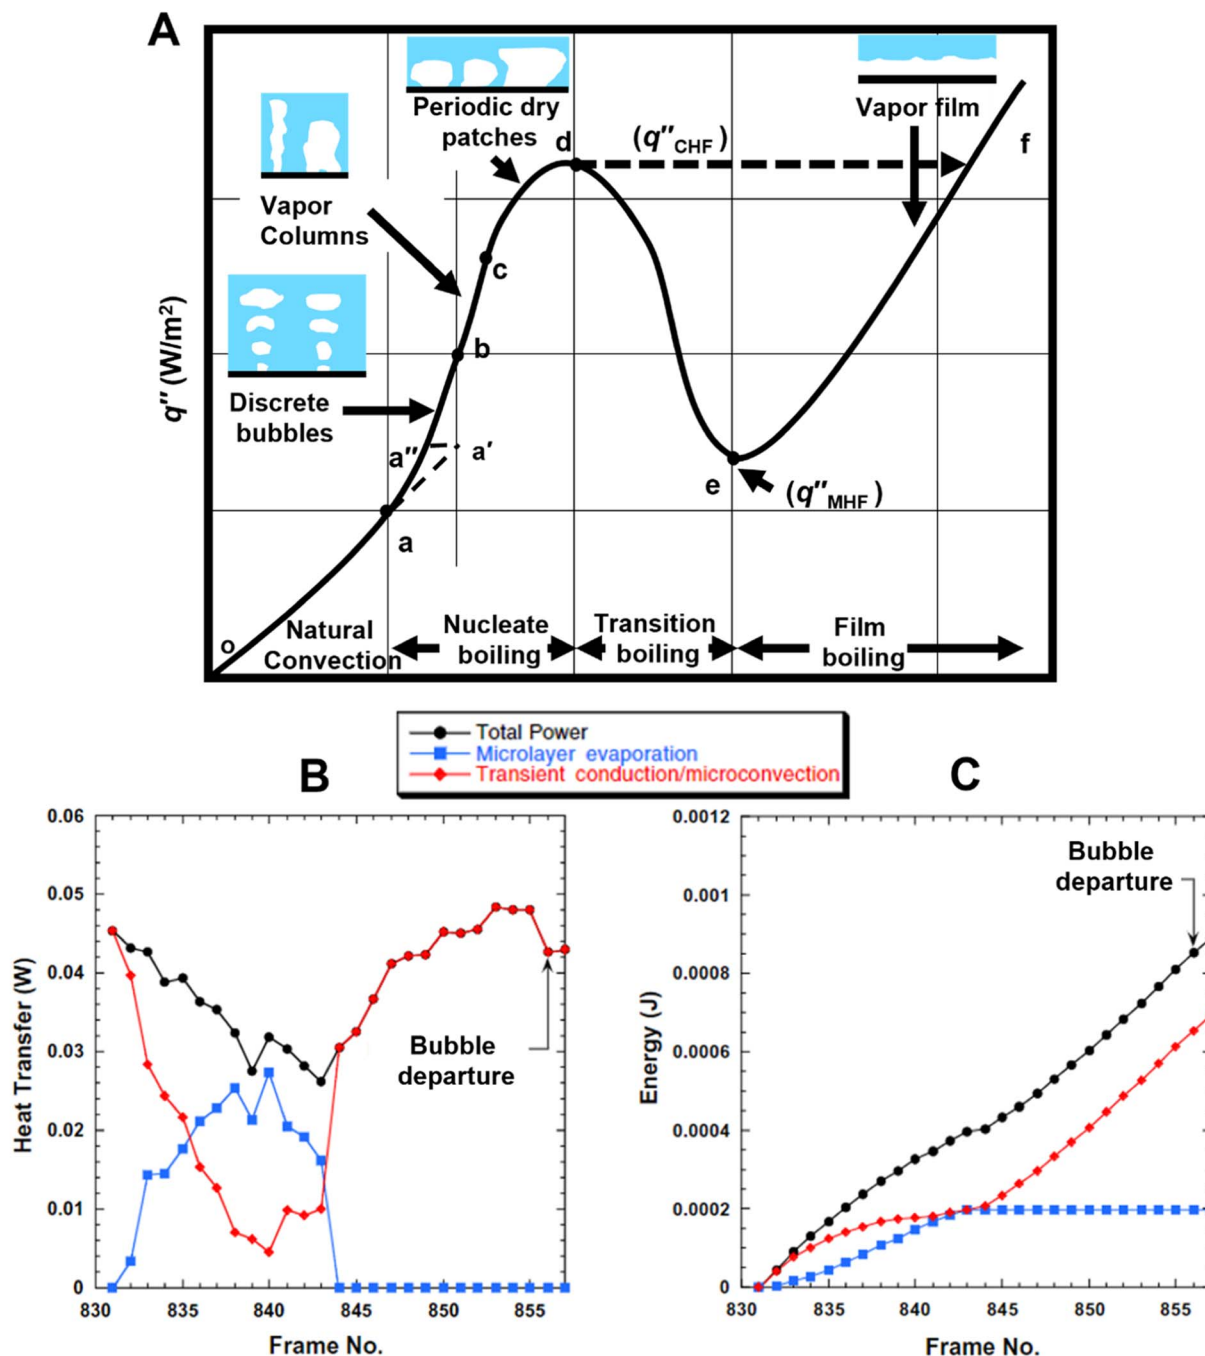 A
Periodic dry
patches
d
(q″CHF)
Vapor film
f
Vapor
Columns
c
b
Discrete
bubbles
a″
a′
e
(q″MHF)
a
o
q″ (W/m2)
Natural
Convection
Nucleate
boiling
Transition
boiling
Film
boiling
Total Power
Microlayer evaporation
Transient conduction/microconvection
B
0.06
0.05
0.04
0.03
0.02
0.01
0
Heat Transfer (W)
Bubble
departure
830 835 840 845 850 855
Frame No.
C
0.0012
0.001
0.0008
0.0006
0.0004
0.0002
0
Energy (J)
Bubble
departure
830 835 840 845 850 855
Frame No.